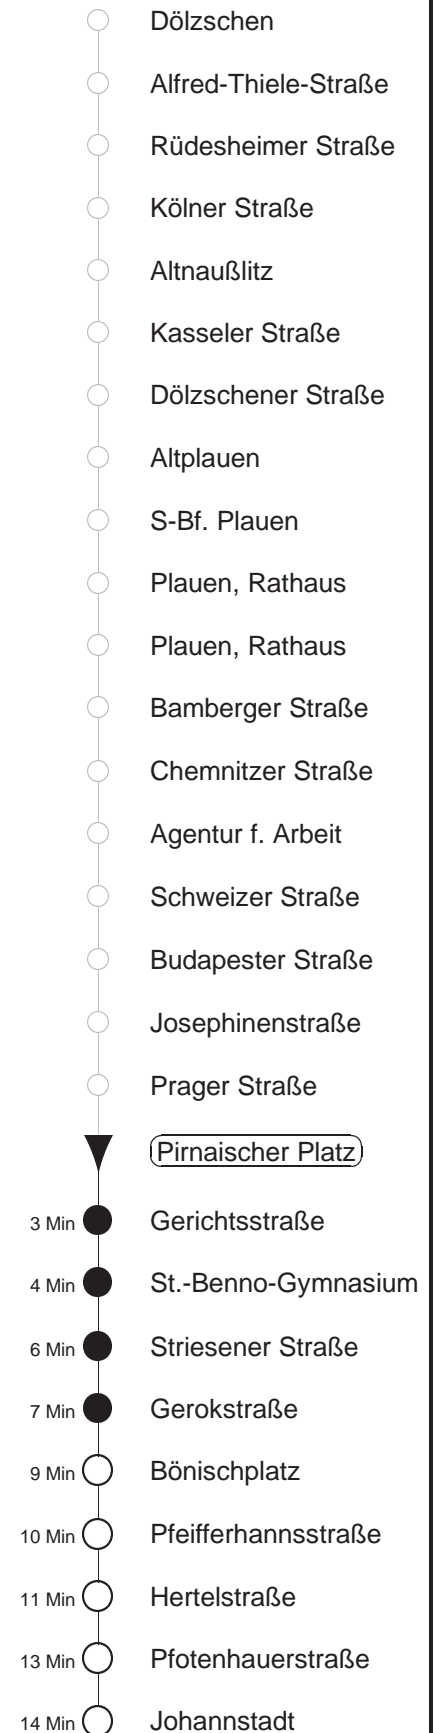 Dölzschen
Alfred-Thiele-Straße
Rüdesheimer Straße
Kölner Straße
Altnaußlitz
Kasseler Straße
Dölzschener Straße
Altplauen
S-Bf. Plauen
Plauen, Rathaus
Plauen, Rathaus
Bamberger Straße
Chemnitzer Straße
Agentur f. Arbeit
Schweizer Straße
Budapester Straße
Josephinenstraße
Prager Straße
Pirnaischer Platz
3 Min Gerichtsstraße
4 Min St.-Benno-Gymnasium
6 Min Striesener Straße
7 Min Gerokstraße
9 Min Bönischplatz
10 Min Pfeifferhannsstraße
11 Min Hertelstraße
13 Min Pfotenhauerstraße
14 Min Johannstadt